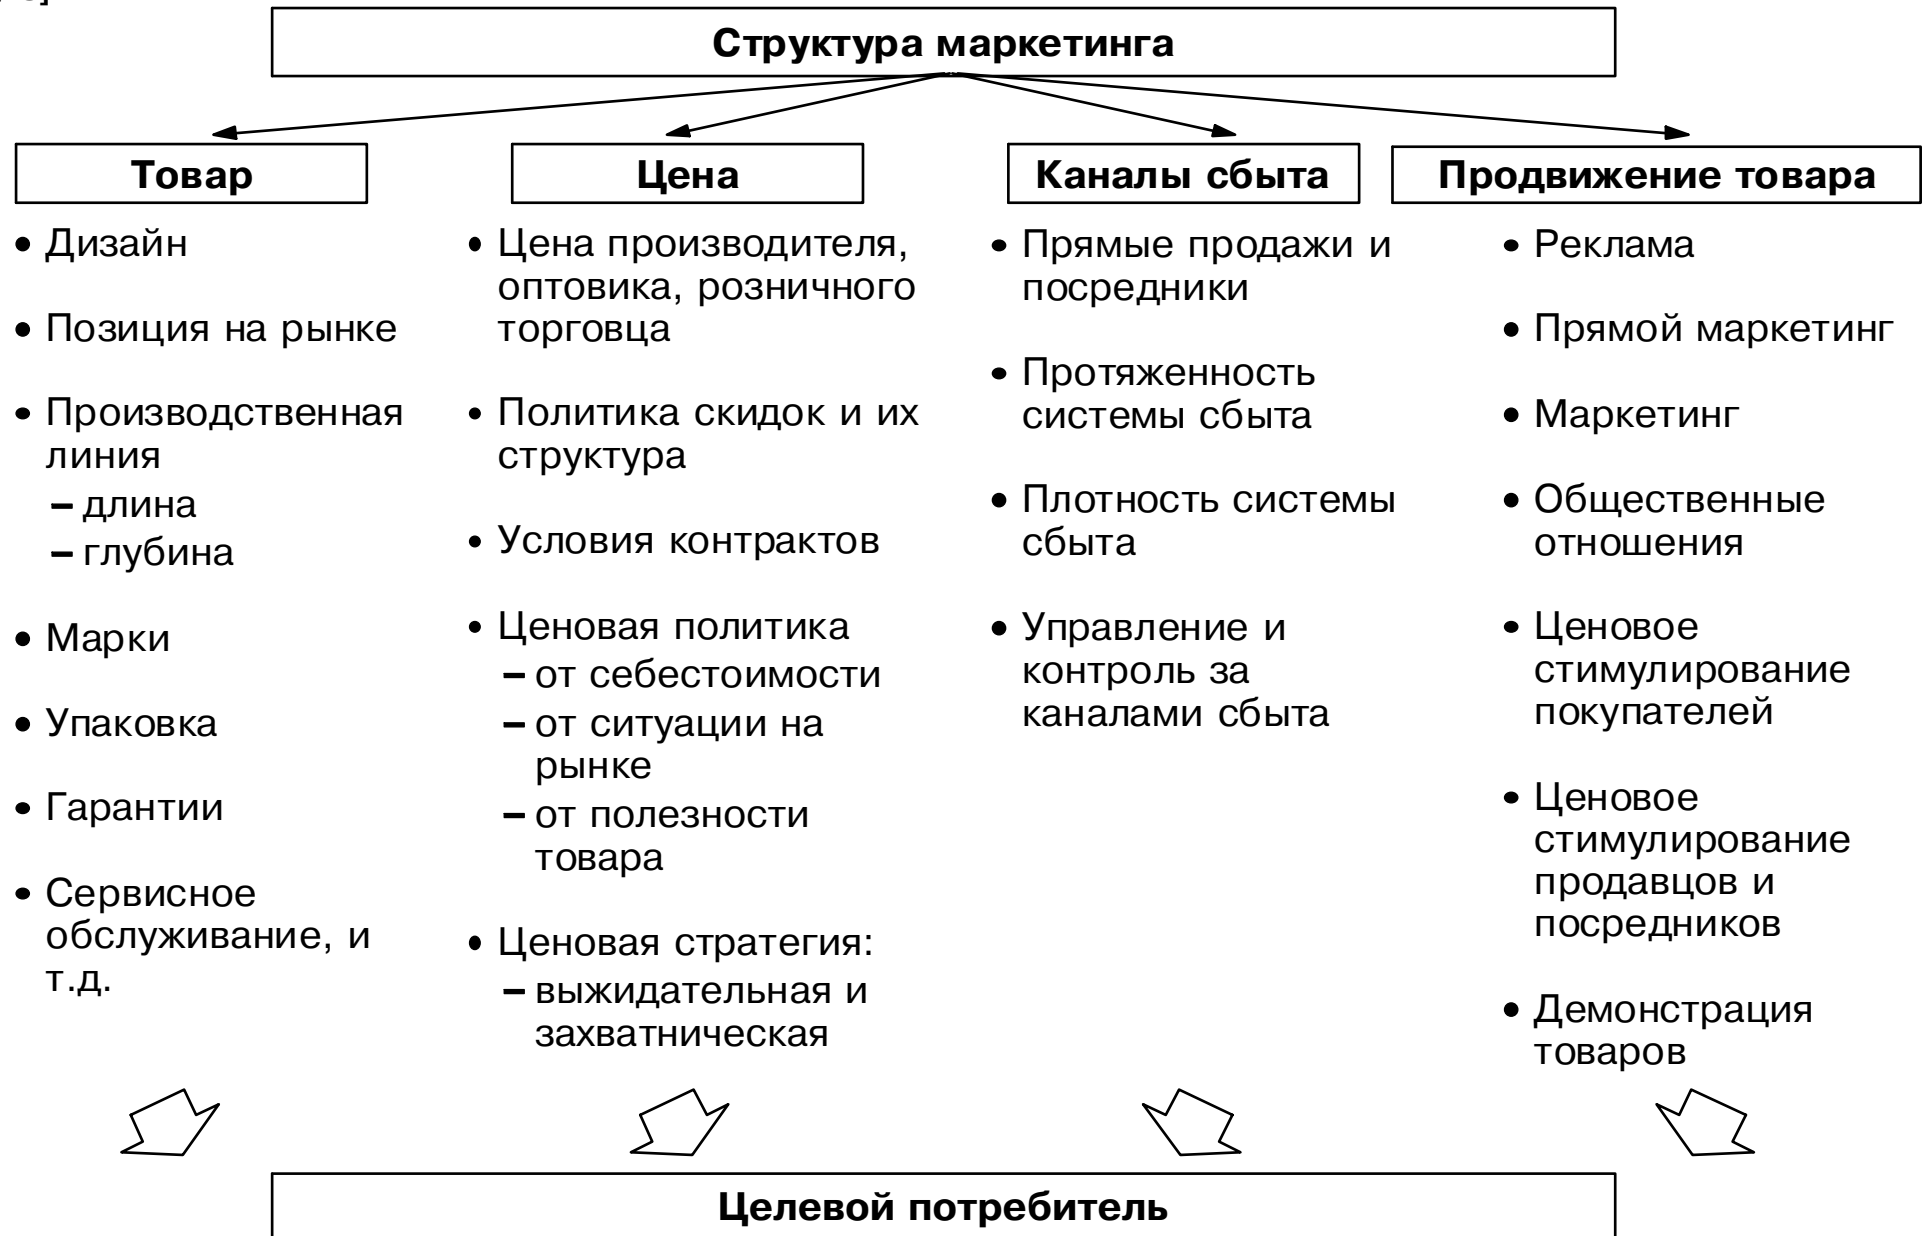 Структура маркетинга
Товар
• Дизайн
• Позиция на рынке
• Производственная
линия
– длина
– глубина
• Марки
• Упаковка
• Гарантии
• Сервисное
обслуживание, и
т.д.
Цена
• Цена производителя,
оптовика, розничного
торговца
• Политика скидок и их
структура
• Условия контрактов
• Ценовая политика
– от себестоимости
– от ситуации на
рынке
– от полезности
товара
• Ценовая стратегия:
– выжидательная и
захватническая
Каналы сбыта
• Прямые продажи и
посредники
• Протяженность
системы сбыта
• Плотность системы
сбыта
• Управление и
контроль за
каналами сбыта
Продвижение товара
• Реклама
• Прямой маркетинг
• Маркетинг
• Общественные
отношения
• Ценовое
стимулирование
покупателей
• Ценовое
стимулирование
продавцов и
посредников
• Демонстрация
товаров
Целевой потребитель